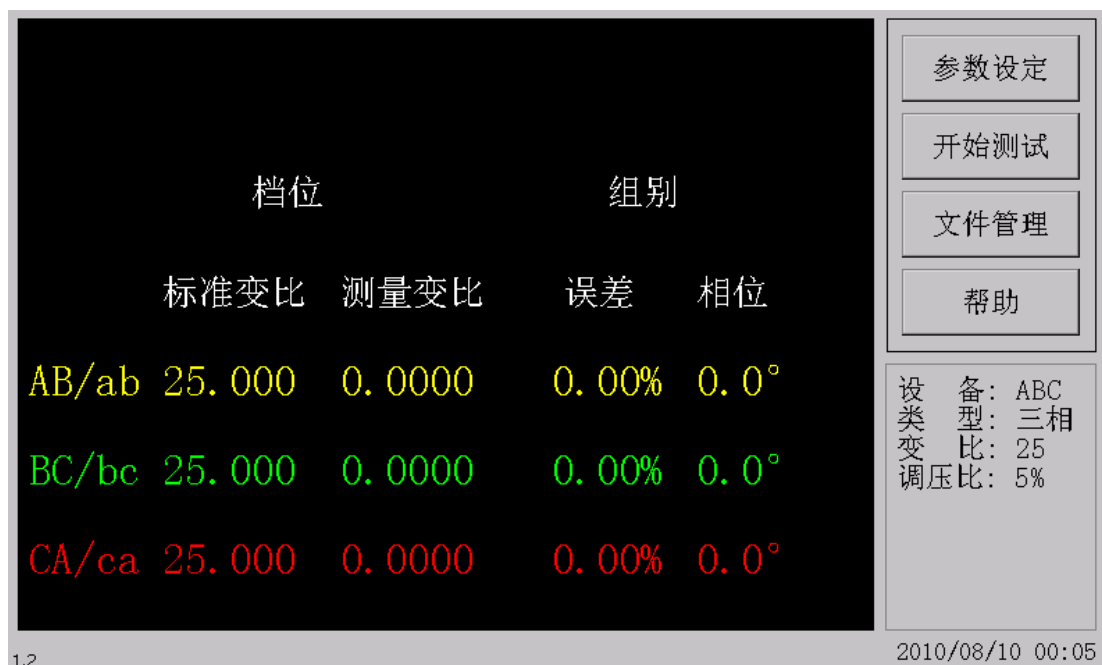 档位 组别
标准变比 测量变比 误差 相位
AB/ab 25.000 0.0000 0.00% 0.0°
BC/bc 25.000 0.0000 0.00% 0.0°
CA/ca 25.000 0.0000 0.00% 0.0°
参数设定
开始测试
文件管理
帮助
设 备: ABC
类 型: 三相
变 比: 25
调压比: 5%
1.2
2010/08/10 00:05